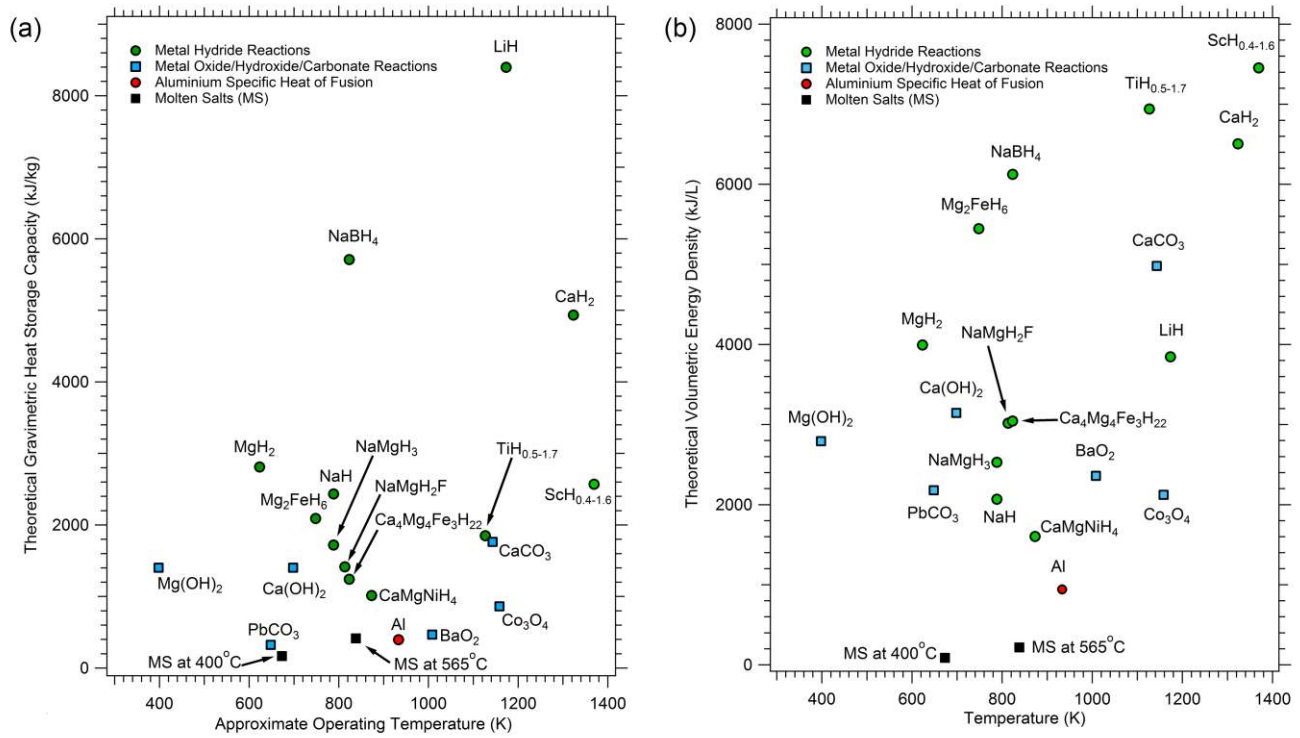 (a)
Metal Hydride Reactions
Metal Oxide/Hydroxide/Carbonate Reactions
Aluminium Specific Heat of Fusion
Molten Salts (MS)
LiH
NaBH4
CaH2
MgH2
NaH
NaMgH3
Mg2FeH6
NaMgH2F
Ca4Mg4Fe3H22
TiH0.5-1.7
ScH0.4-1.6
CaCO3
Mg(OH)2
Ca(OH)2
CaMgNiH4
Co3O4
PbCO3
Al
BaO2
MS at 400°C
MS at 565°C
Theoretical Gravimetric Heat Storage Capacity (kJ/kg)
8000
6000
4000
2000
0
400 600 800 1000 1200 1400
Approximate Operating Temperature (K)
(b)
Metal Hydride Reactions
Metal Oxide/Hydroxide/Carbonate Reactions
Aluminium Specific Heat of Fusion
Molten Salts (MS)
ScH0.4-1.6
TiH0.5-1.7
CaH2
NaBH4
Mg2FeH6
CaCO3
MgH2
NaMgH2F
LiH
Ca(OH)2
Mg(OH)2
Ca4Mg4Fe3H22
NaMgH3
BaO2
PbCO3
NaH
Co3O4
CaMgNiH4
Al
MS at 400°C
MS at 565°C
Theoretical Volumetric Energy Density (kJ/L)
8000
6000
4000
2000
0
400 600 800 1000 1200 1400
Temperature (K)